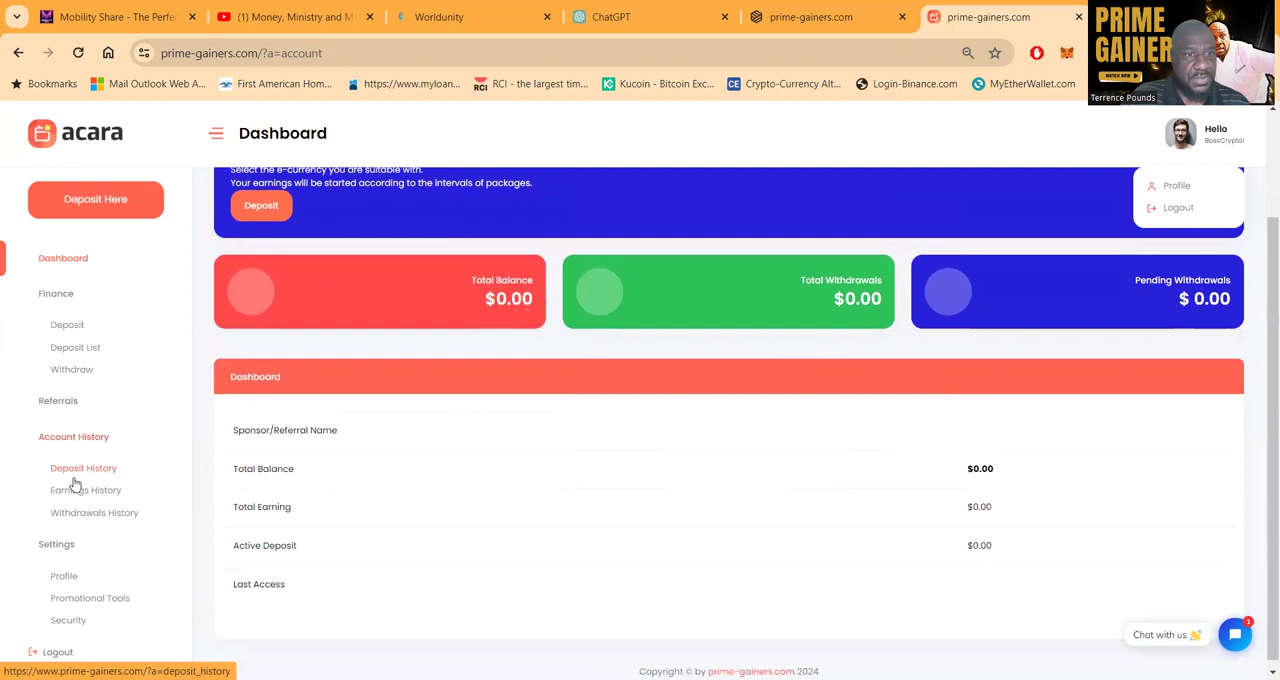 Mobility Share - The Perfec
(1) Money, Ministry and M
Worldunity
ChatGPT
prime-gainers.com
prime-gainers.com
prime-gainers.com/?a=account
Bookmarks
Mail Outlook Web A...
First American Hom...
https://www.myloan...
RCI - the largest tim...
Kucoin - Bitcoin Exc...
Crypto-Currency Alt...
Login-Binance.com
MyEtherWallet.com
PRIME
GAINER
WATCH NOW
Terrence Pounds
acara
Dashboard
Hello
BossCrypto!
Profile
Logout
Deposit Here
Dashboard
Finance
Deposit
Deposit List
Withdraw
Referrals
Account History
Deposit History
Earnings History
Withdrawals History
Settings
Profile
Promotional Tools
Security
Logout
Select the e-currency you are suitable with.
Your earnings will be started according to the intervals of packages.
Deposit
Total Balance
$0.00
Total Withdrawals
$0.00
Pending Withdrawals
$ 0.00
Dashboard
Sponsor/Referral Name
Total Balance $0.00
Total Earning $0.00
Active Deposit $0.00
Last Access
Chat with us 👋
1
Copyright © by prime-gainers.com 2024
https://www.prime-gainers.com/?a=deposit_history